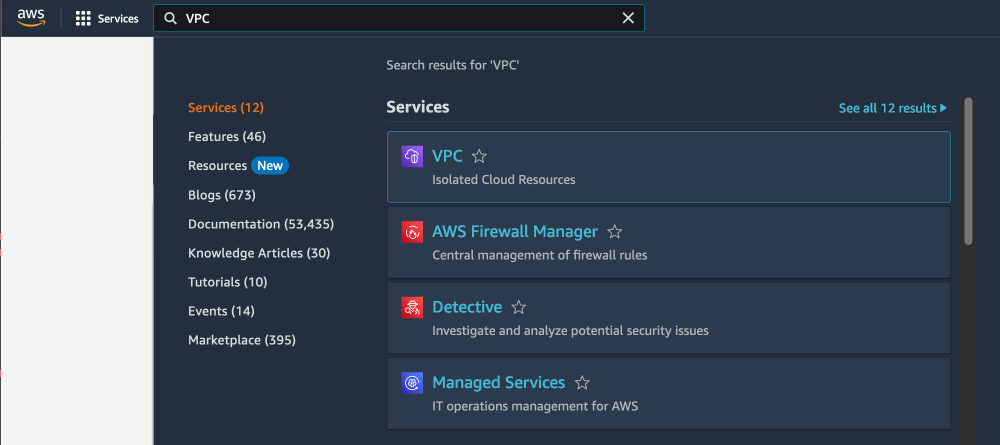 aws
Services
VPC
Search results for 'VPC'
Services (12)
Features (46)
Resources New
Blogs (673)
Documentation (53,435)
Knowledge Articles (30)
Tutorials (10)
Events (14)
Marketplace (395)
Services
See all 12 results
VPC
Isolated Cloud Resources
AWS Firewall Manager
Central management of firewall rules
Detective
Investigate and analyze potential security issues
Managed Services
IT operations management for AWS